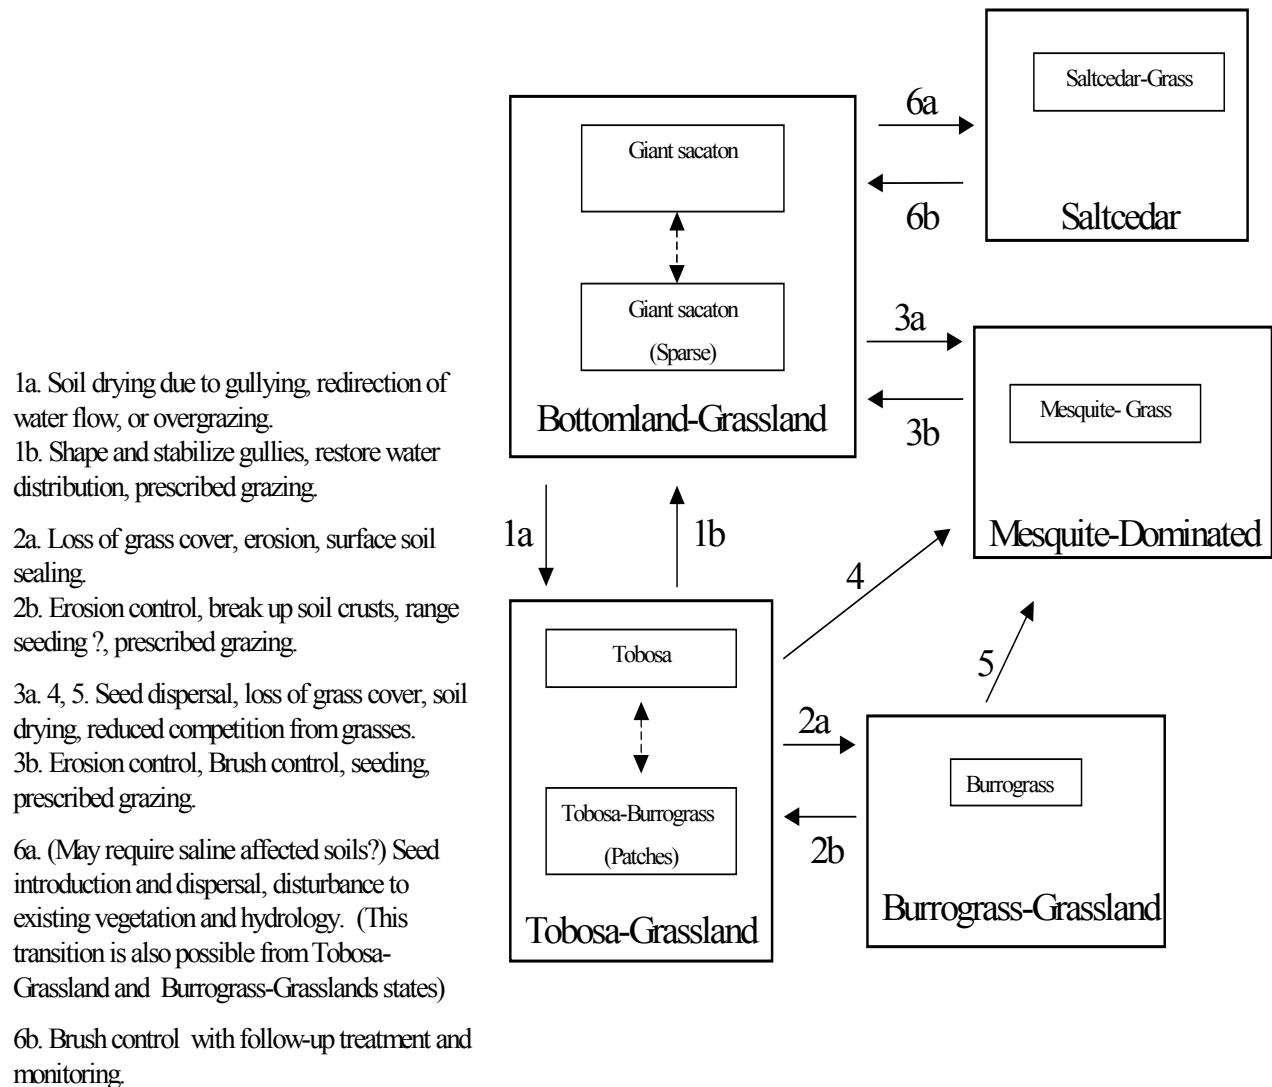 6a
Saltcedar-Grass
Giant sacaton
6b
Saltcedar
Giant sacaton
(Sparse)
3a
Bottomland-Grassland
Mesquite- Grass
3b
Mesquite-Dominated
1a. Soil drying due to gullying, redirection of
water flow, or overgrazing.
1b. Shape and stabilize gullies, restore water
distribution, prescribed grazing.
2a. Loss of grass cover, erosion, surface soil
sealing.
2b. Erosion control, break up soil crusts, range
seeding ?, prescribed grazing.
3a. 4, 5. Seed dispersal, loss of grass cover, soil
drying, reduced competition from grasses.
3b. Erosion control, Brush control, seeding,
prescribed grazing.
6a. (May require saline affected soils?) Seed
introduction and dispersal, disturbance to
existing vegetation and hydrology.  (This
transition is also possible from Tobosa-
Grassland and  Burrograss-Grasslands states)
6b. Brush control  with follow-up treatment and
monitoring.
1a
1b
4
5
Tobosa
2a
Tobosa-Burrograss
(Patches)
2b
Burrograss
Tobosa-Grassland
Burrograss-Grassland